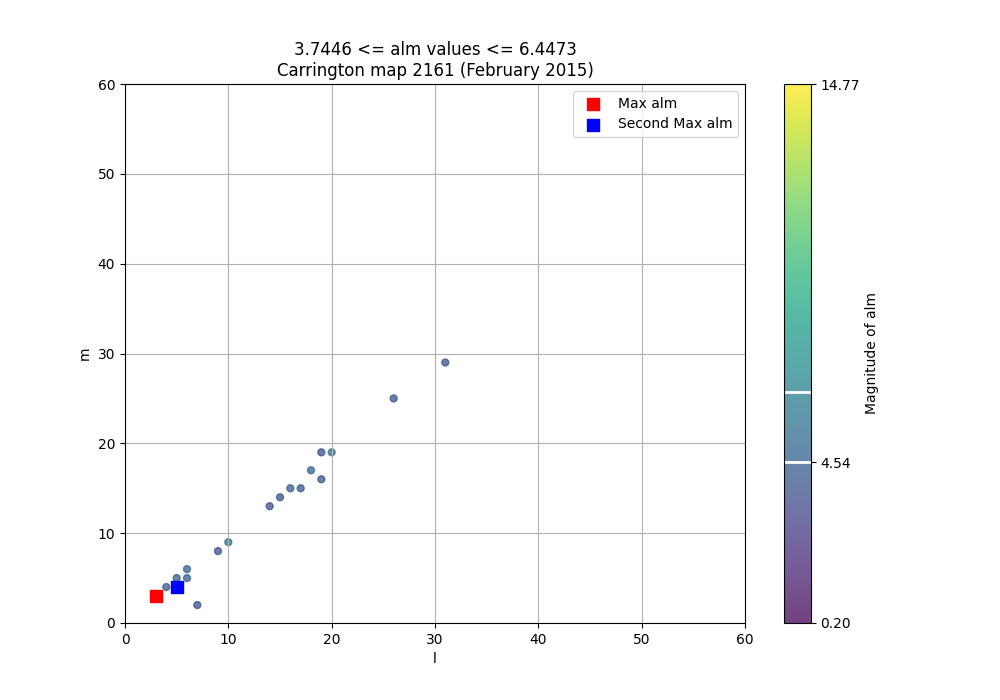 3.7446 <= alm values <= 6.4473
Carrington map 2161 (February 2015)
Max alm
Second Max alm
60
50
40
30
20
10
0
m
0 10 20 30 40 50 60
l
14.77
4.54
0.20
Magnitude of alm